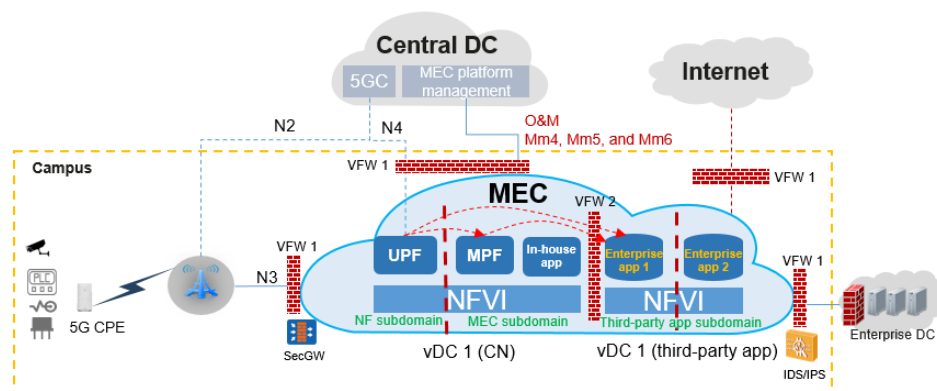 Central DC
5GC
MEC platform
management
Internet
N2
N4
O&M
Mm4, Mm5, and Mm6
Campus
VFW 1
VFW 1
MEC
VFW 2
VFW 1
UPF
MPF
In-house
app
Enterprise
app 1
Enterprise
app 2
VFW 1
PLC
N3
NFVI
NFVI
5G CPE
NF subdomain
MEC subdomain
Third-party app subdomain
SecGW
vDC 1 (CN)
vDC 1 (third-party app)
IDS/IPS
Enterprise DC